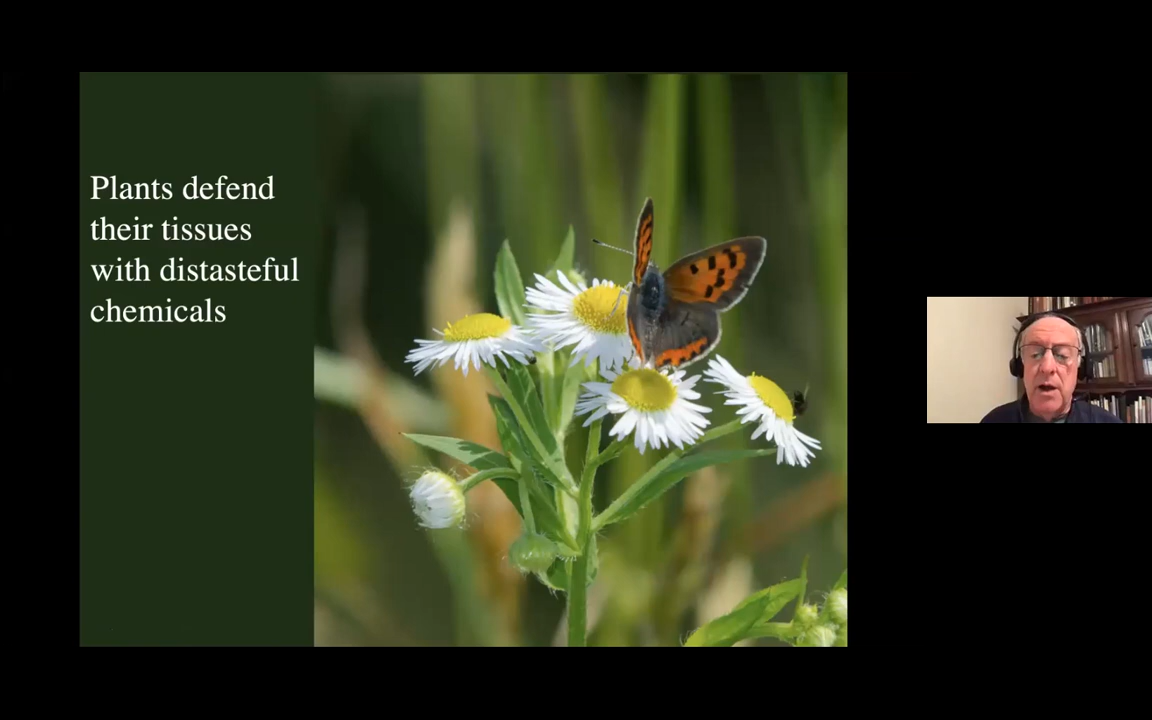 Plants defend
their tissues
with distasteful
chemicals